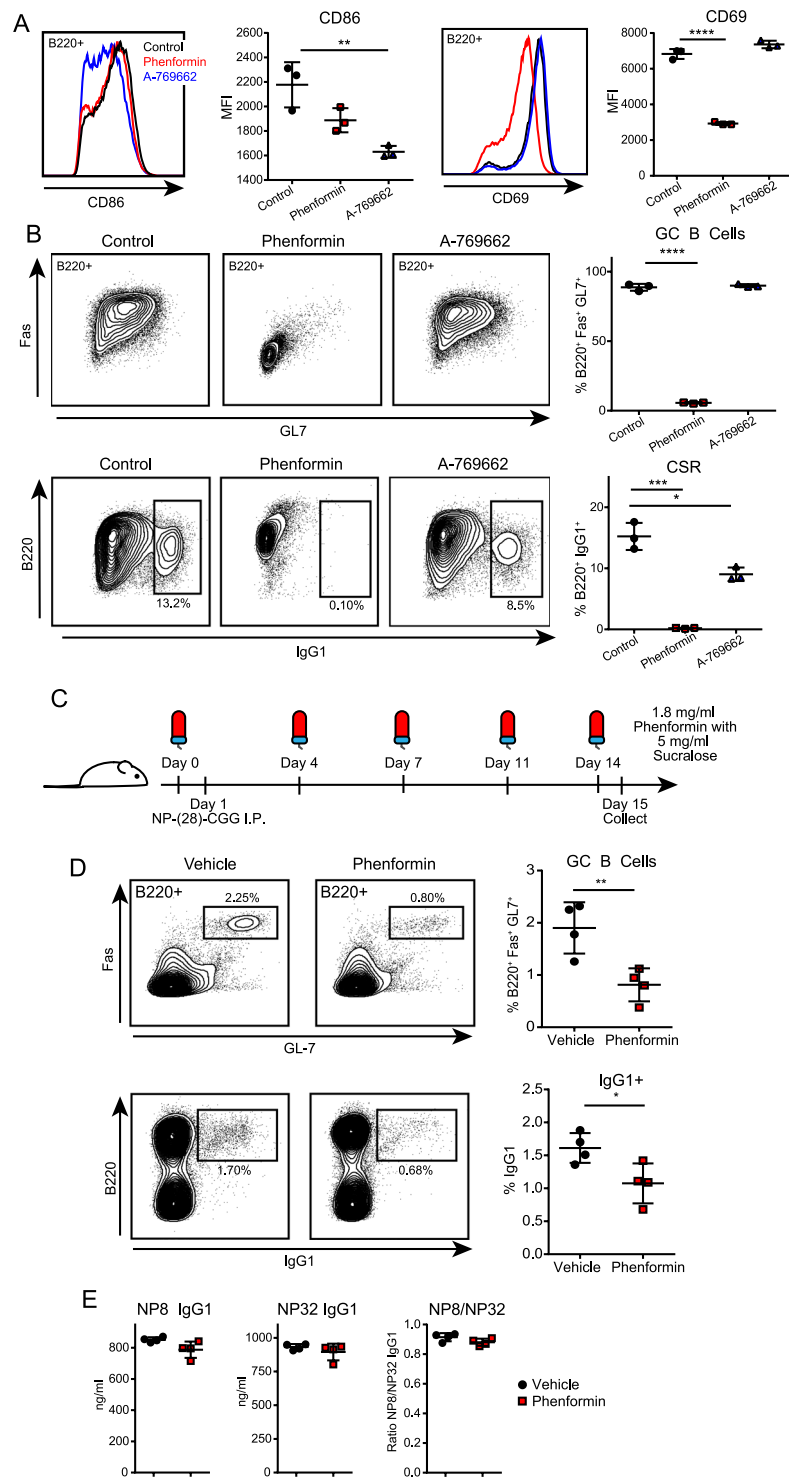 A
B220+
Control
Phenformin
A-769662
CD86
CD86
**
MFI
2600
2400
2200
2000
1800
1600
1400
Control
Phenformin
A-769662
B220+
CD69
CD69
****
MFI
8000
6000
4000
2000
0
Control
Phenformin
A-769662
B
Control
Phenformin
A-769662
B220+
B220+
B220+
Fas
GL7
GC B Cells
****
% B220+ Fas+ GL7+
100
50
0
Control
Phenformin
A-769662
Control
Phenformin
A-769662
B220
13.2%
0.10%
8.5%
IgG1
CSR
***
*
% B220+ IgG1+
20
10
0
Control
Phenformin
A-769662
C
1.8 mg/ml
Phenformin with
5 mg/ml
Sucralose
Day 0
Day 4
Day 7
Day 11
Day 14
Day 1
NP-(28)-CGG I.P.
Day 15
Collect
D
Vehicle
Phenformin
B220+
2.25%
B220+
0.80%
Fas
GL-7
GC B Cells
**
% B220+ Fas+ GL7+
3
2
1
0
Vehicle
Phenformin
B220
1.70%
0.68%
IgG1
IgG1+
*
% IgG1
2.5
2.0
1.5
1.0
0.5
0.0
Vehicle
Phenformin
E
NP8 IgG1
ng/ml
800
600
400
200
0
NP32 IgG1
ng/ml
1000
750
500
250
0
NP8/NP32
Ratio NP8/NP32 IgG1
1.0
0.8
0.6
0.4
0.2
0.0
Vehicle
Phenformin